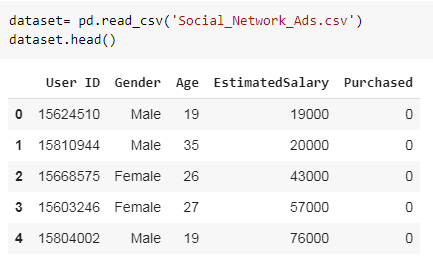 dataset= pd.read_csv('Social_Network_Ads.csv')
dataset.head()
User ID Gender Age EstimatedSalary Purchased
0 15624510 Male 19 19000 0
1 15810944 Male 35 20000 0
2 15668575 Female 26 43000 0
3 15603246 Female 27 57000 0
4 15804002 Male 19 76000 0